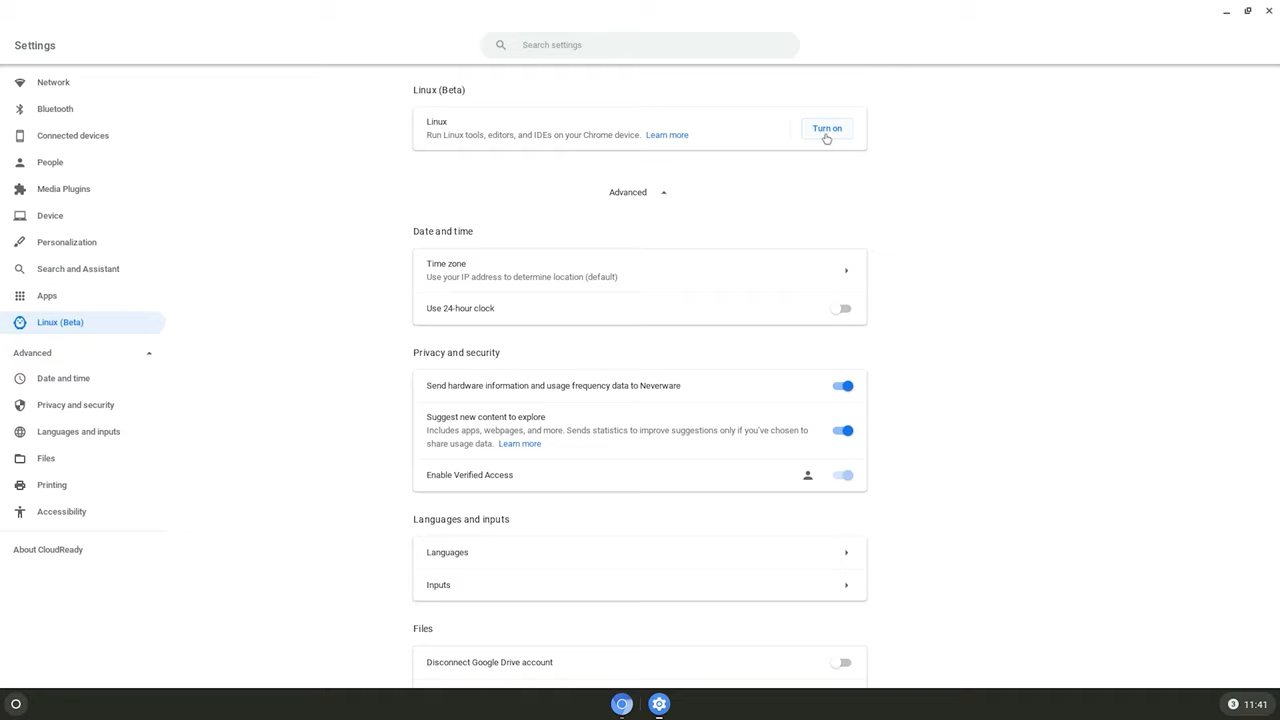 Settings
Search settings
Network
Bluetooth
Connected devices
People
Media Plugins
Device
Personalization
Search and Assistant
Apps
Linux (Beta)
Advanced
Date and time
Privacy and security
Languages and inputs
Files
Printing
Accessibility
About CloudReady
Linux (Beta)
Linux
Run Linux tools, editors, and IDEs on your Chrome device. Learn more
Turn on
Advanced
Date and time
Time zone
Use your IP address to determine location (default)
Use 24-hour clock
Privacy and security
Send hardware information and usage frequency data to Neverware
Suggest new content to explore
Includes apps, webpages, and more. Sends statistics to improve suggestions only if you've chosen to
share usage data. Learn more
Enable Verified Access
Languages and inputs
Languages
Inputs
Files
Disconnect Google Drive account
3 11:41